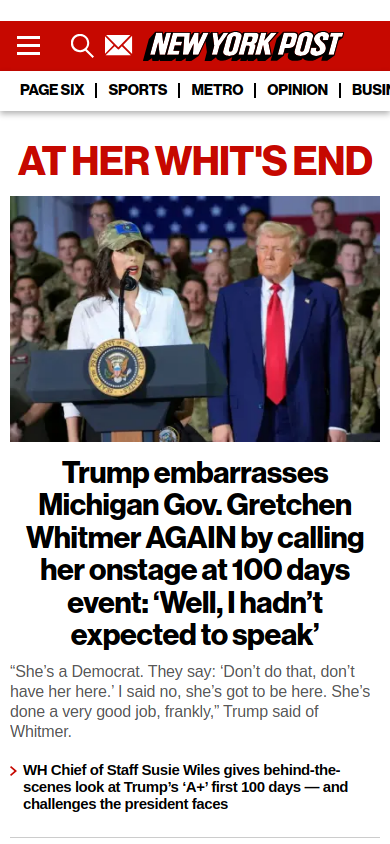 NEW YORK POST
PAGE SIX
SPORTS
METRO
OPINION
BUSIN
AT HER WHIT'S END
Trump embarrasses
Michigan Gov. Gretchen
Whitmer AGAIN by calling
her onstage at 100 days
event: ‘Well, I hadn’t
expected to speak’
“She’s a Democrat. They say: ‘Don’t do that, don’t
have her here.’ I said no, she’s got to be here. She’s
done a very good job, frankly,” Trump said of
Whitmer.
WH Chief of Staff Susie Wiles gives behind-the-
scenes look at Trump’s ‘A+’ first 100 days — and
challenges the president faces